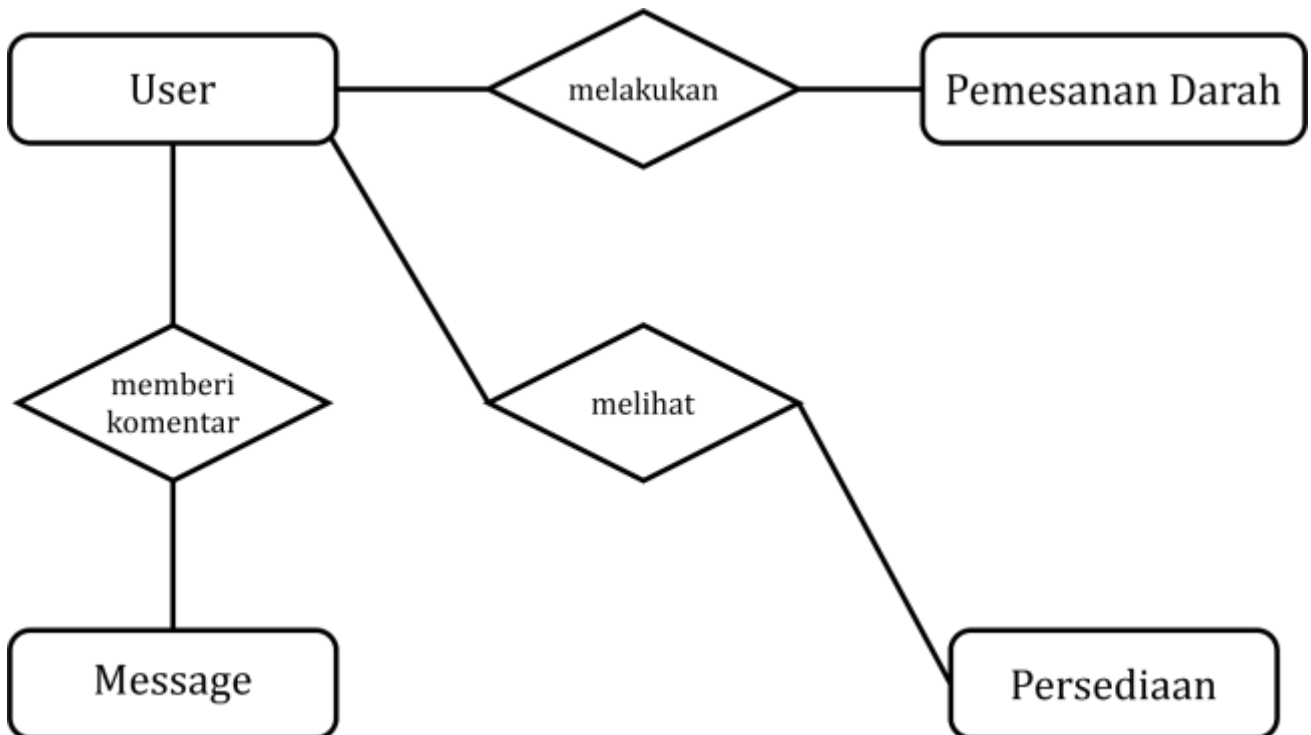 User
melakukan
Pemesanan Darah
memberi
komentar
melihat
Message
Persediaan